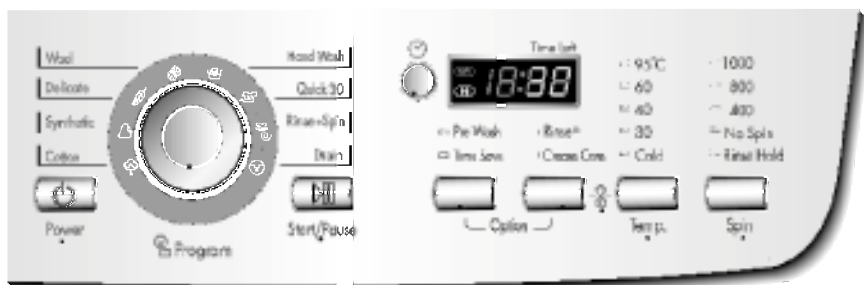 Wool
Delicate
Synthetic
Cotton
Hand Wash
Quick 30
Rinse+Spin
Drain
Power
Program
Start/Pause
Time Left
18:88
Pre Wash
Time Save
Rinse+
Crease Care
Option
95°C
60
40
30
Cold
Temp.
1000
800
400
No Spin
Rinse Hold
Spin